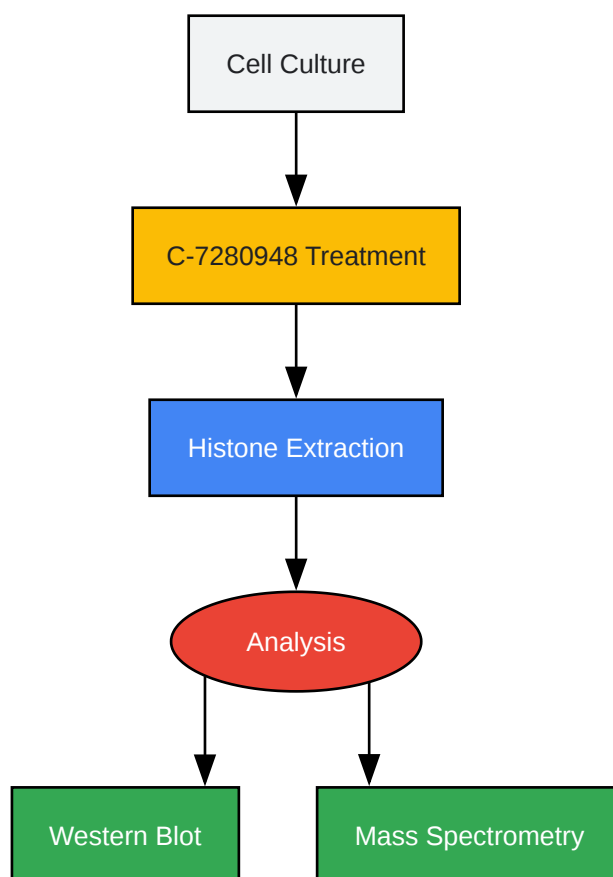 Cell Culture
C-7280948 Treatment
Histone Extraction
Analysis
Western Blot
Mass Spectrometry